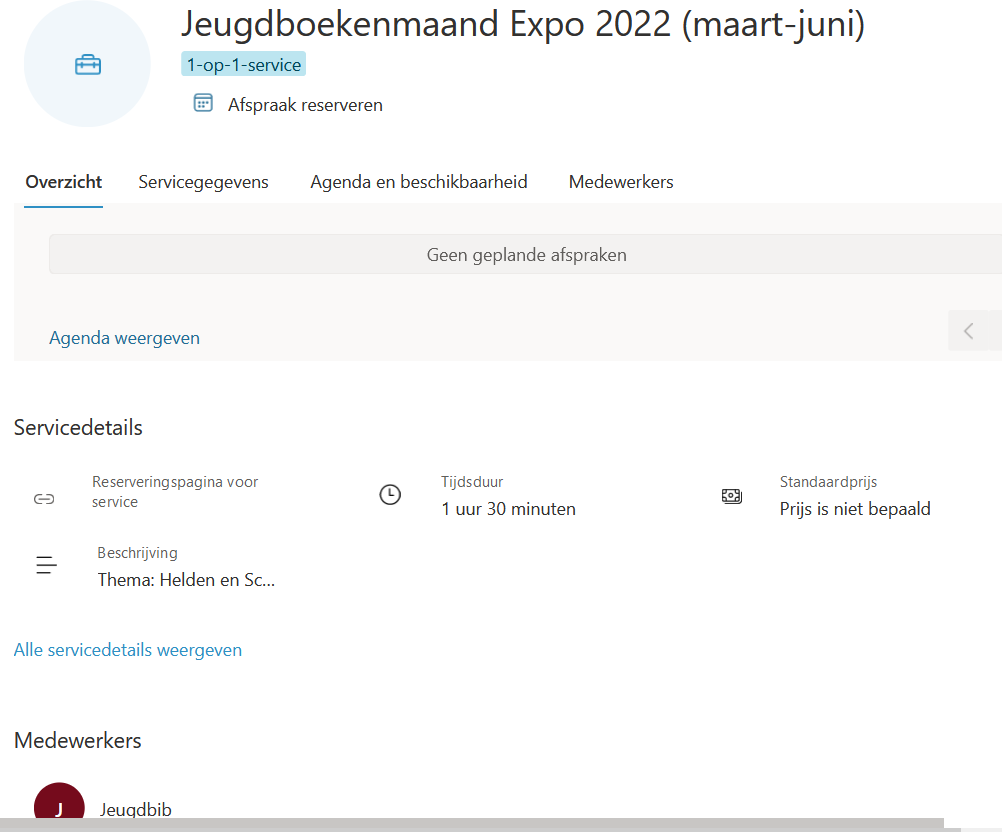 Jeugdboekenmaand Expo 2022 (maart-juni)
1-op-1-service
Afspraak reserveren
Overzicht Servicegegevens Agenda en beschikbaarheid Medewerkers
Geen geplande afspraken
Agenda weergeven
Servicedetails
Reserveringspagina voor
service
Tijdsduur
1 uur 30 minuten
Standaardprijs
Prijs is niet bepaald
Beschrijving
Thema: Helden en Sc...
Alle servicedetails weergeven
Medewerkers
J Jeugdbib